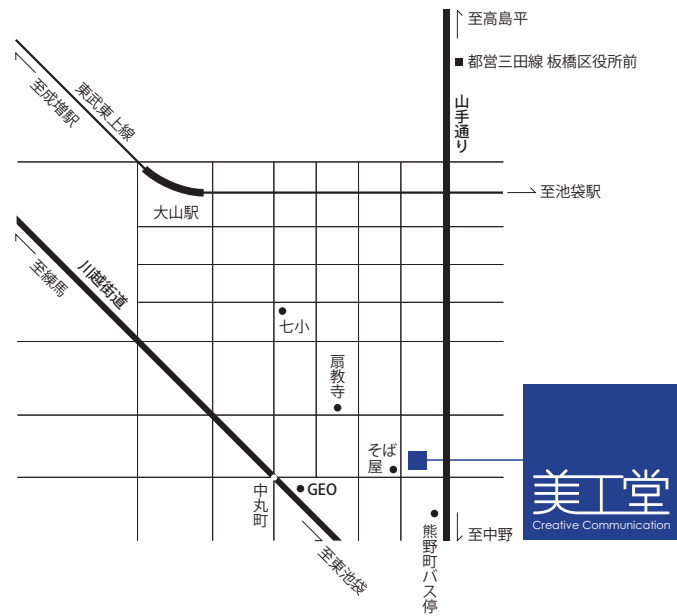 至高島平
都営三田線 板橋区役所前
山手通り
至成増駅
東武東上線
至池袋駅
大山駅
至練馬
川越街道
七小
扇教寺
そば
屋
GEO
中丸町
至東池袋
熊野町バス停
至中野
美工堂
Creative Communication